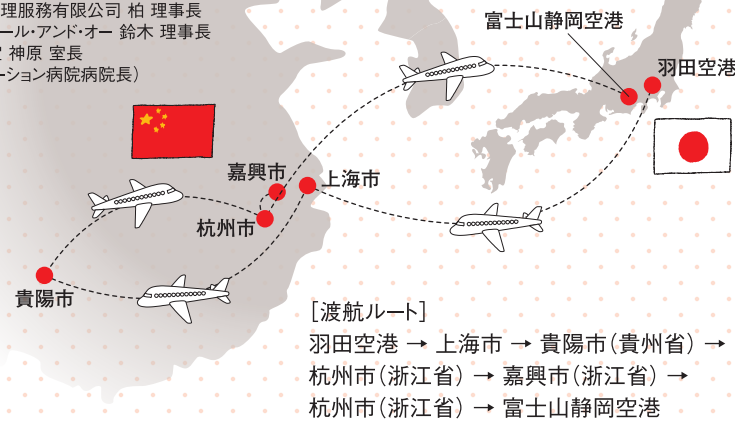 理服務有限公司 柏 理事長
ール・アンド・オー 鈴木 理事長
神原 室長
ーション病院病院長）
富士山静岡空港
羽田空港
嘉興市
上海市
杭州市
貴陽市
［渡航ルート］
羽田空港 → 上海市 → 貴陽市（貴州省）→
杭州市（浙江省）→ 嘉興市（浙江省）→
杭州市（浙江省）→ 富士山静岡空港